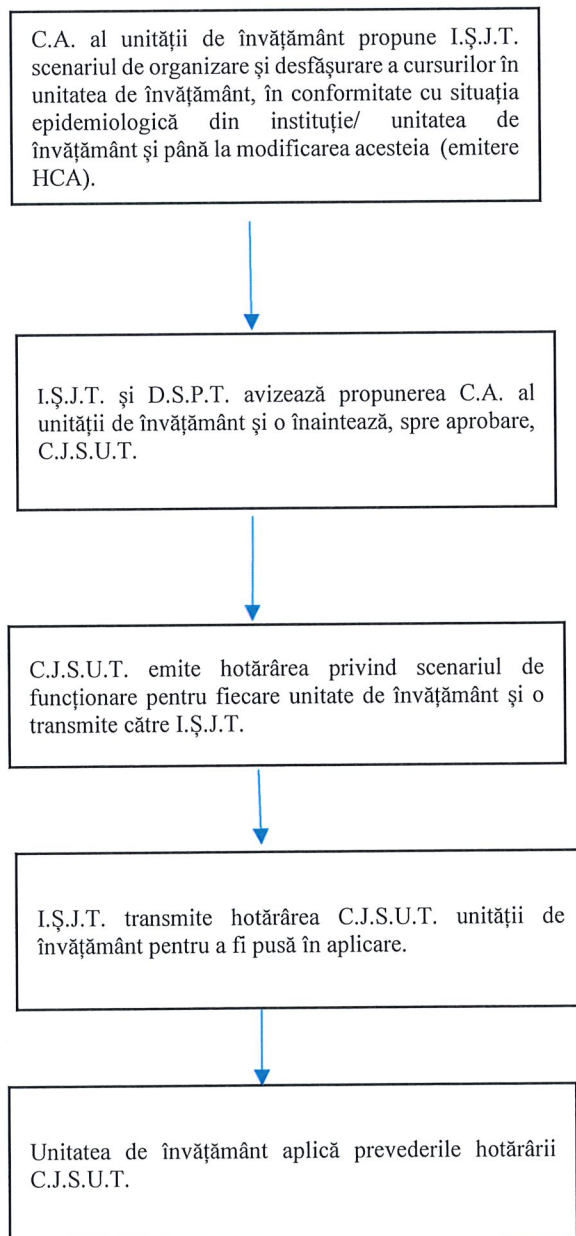 C.A. al unității de învățământ propune I.Ș.J.T.
scenariul de organizare și desfășurare a cursurilor în
unitatea de învățământ, în conformitate cu situația
epidemiologică din instituție/ unitatea de
învățământ și până la modificarea acesteia (emitere
HCA).
I.Ș.J.T. și D.S.P.T. avizează propunerea C.A. al
unității de învățământ și o înaintează, spre aprobare,
C.J.S.U.T.
C.J.S.U.T. emite hotărârea privind scenariul de
funcționare pentru fiecare unitate de învățământ și o
transmite către I.Ș.J.T.
I.Ș.J.T. transmite hotărârea C.J.S.U.T. unității de
învățământ pentru a fi pusă în aplicare.
Unitatea de învățământ aplică prevederile hotărârii
C.J.S.U.T.